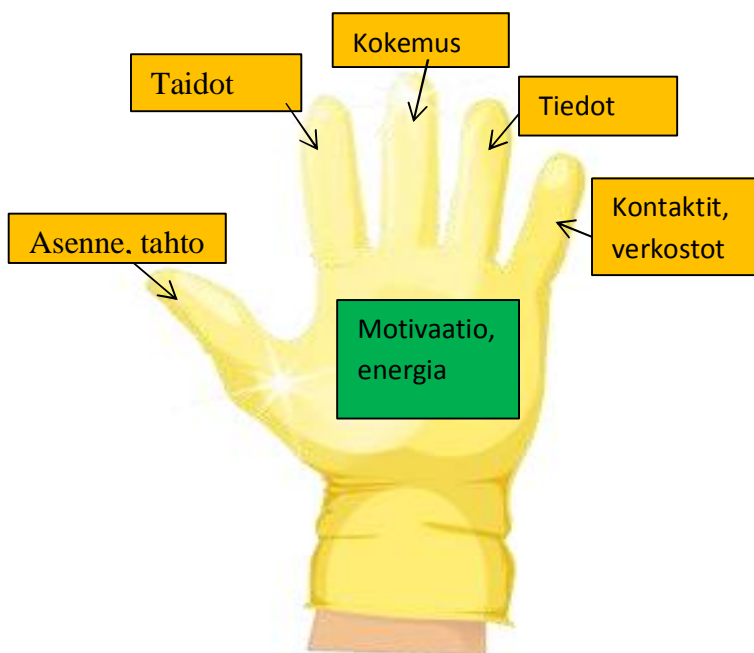 Kokemus
Taidot
Tiedot
Kontaktit,
verkostot
Asenne, tahto
Motivaatio,
energia